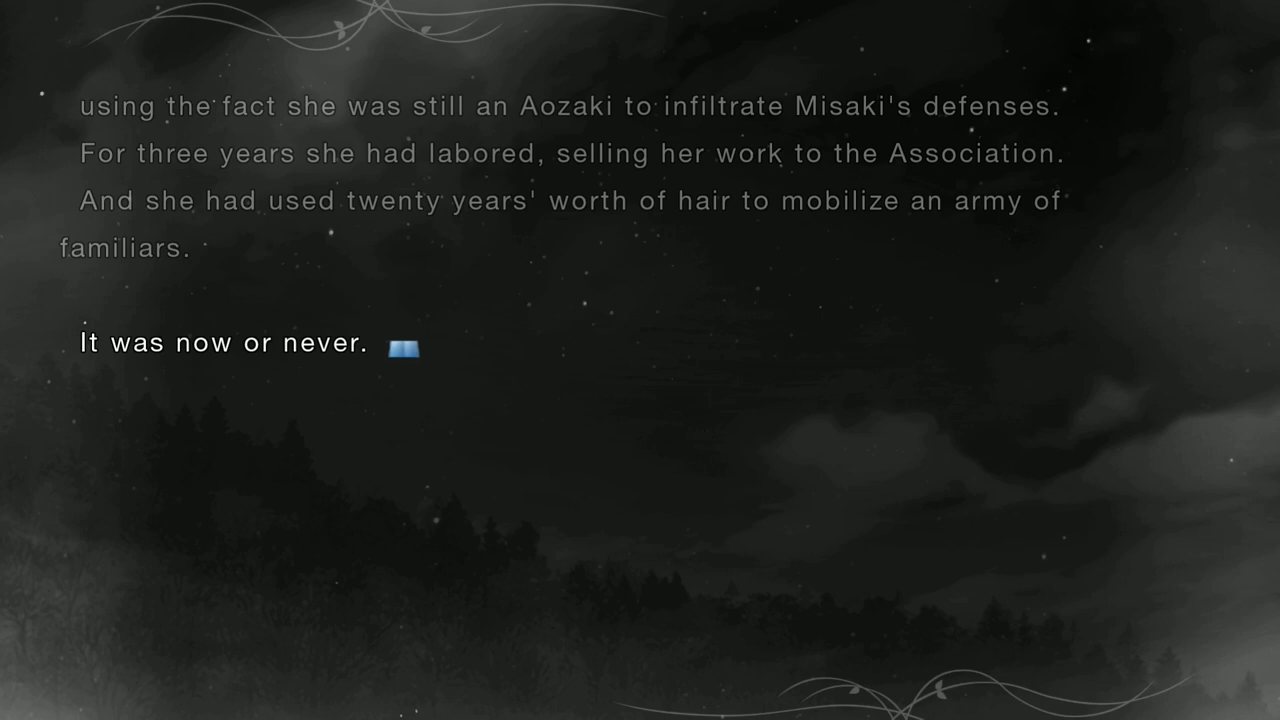 using the fact she was still an Aozaki to infiltrate Misaki's defenses.
For three years she had labored, selling her work to the Association.
And she had used twenty years' worth of hair to mobilize an army of
familiars.
It was now or never.